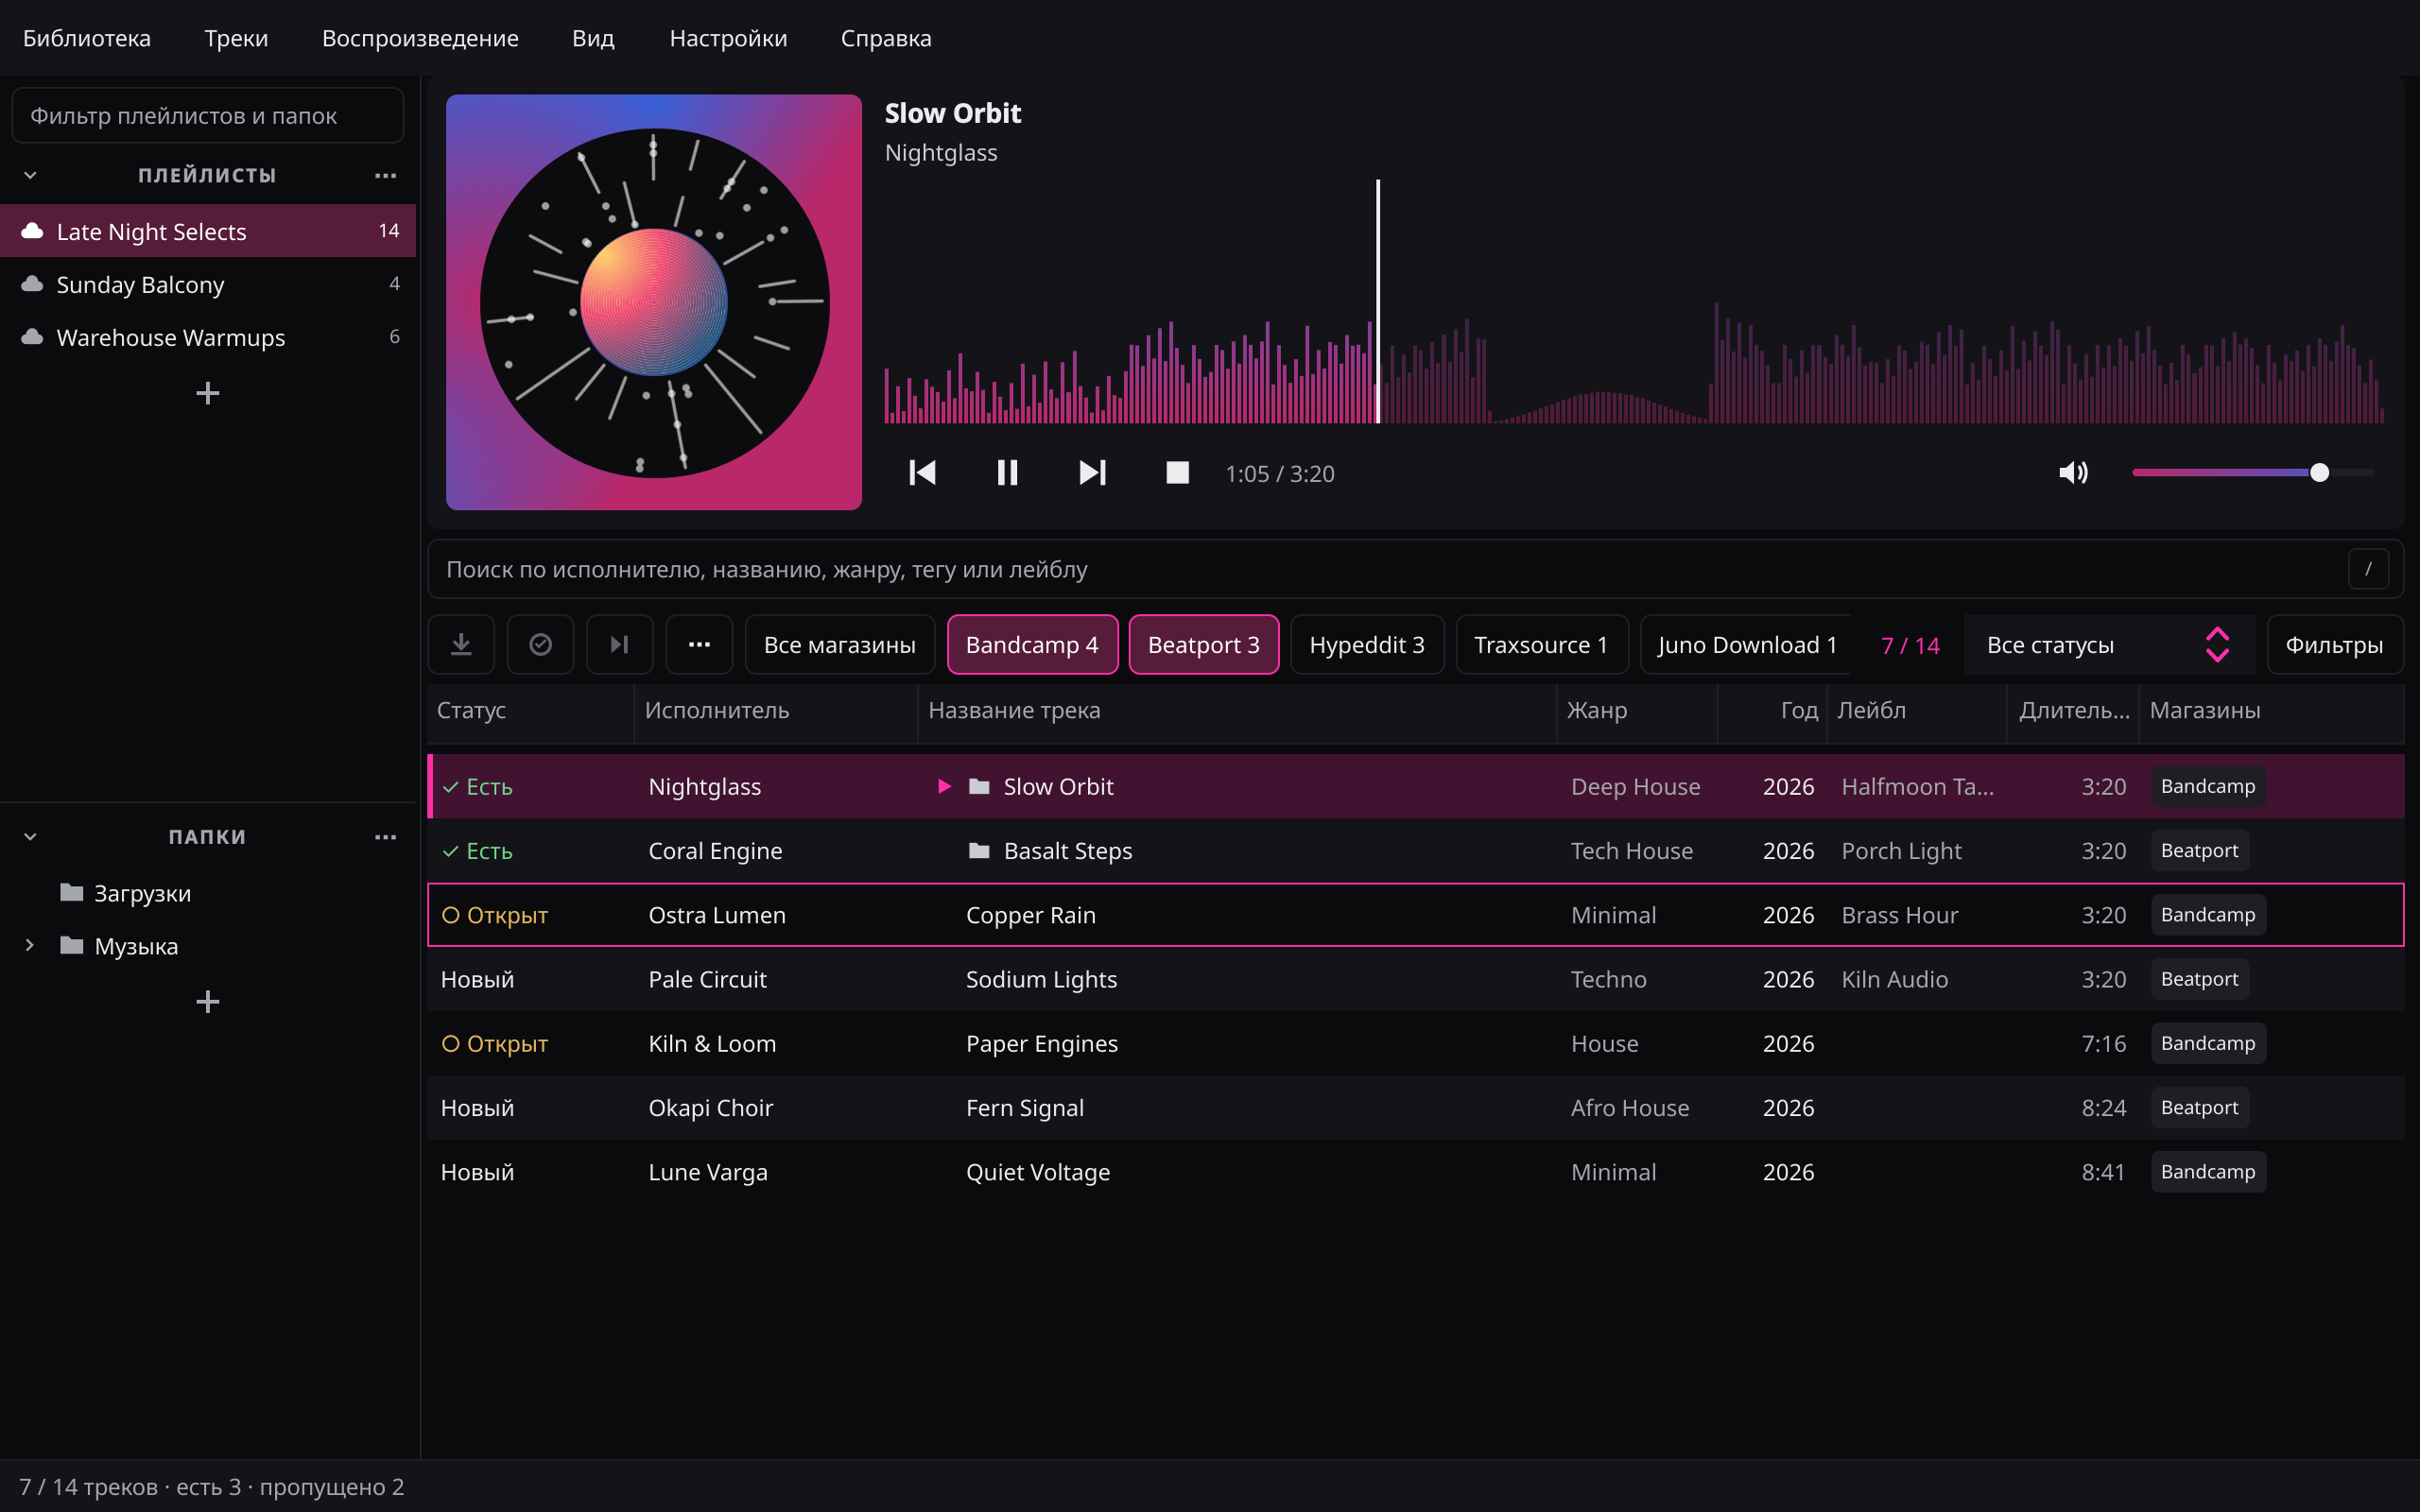 Библиотека Треки Воспроизведение Вид Настройки Справка
Фильтр плейлистов и папок
ПЛЕЙЛИСТЫ
Late Night Selects 14
Sunday Balcony 4
Warehouse Warmups 6
ПАПКИ
Загрузки
Музыка
Slow Orbit
Nightglass
1:05 / 3:20
Поиск по исполнителю, названию, жанру, тегу или лейблу /
Все магазины Bandcamp 4 Beatport 3 Hypeddit 3 Traxsource 1 Juno Download 1 7 / 14 Все статусы Фильтры
Статус Исполнитель Название трека Жанр Год Лейбл Длитель... Магазины
Есть Nightglass Slow Orbit Deep House 2026 Halfmoon Ta... 3:20 Bandcamp
Есть Coral Engine Basalt Steps Tech House 2026 Porch Light 3:20 Beatport
Открыт Ostra Lumen Copper Rain Minimal 2026 Brass Hour 3:20 Bandcamp
Новый Pale Circuit Sodium Lights Techno 2026 Kiln Audio 3:20 Beatport
Открыт Kiln & Loom Paper Engines House 2026 7:16 Bandcamp
Новый Okapi Choir Fern Signal Afro House 2026 8:24 Beatport
Новый Lune Varga Quiet Voltage Minimal 2026 8:41 Bandcamp
7 / 14 треков · есть 3 · пропущено 2